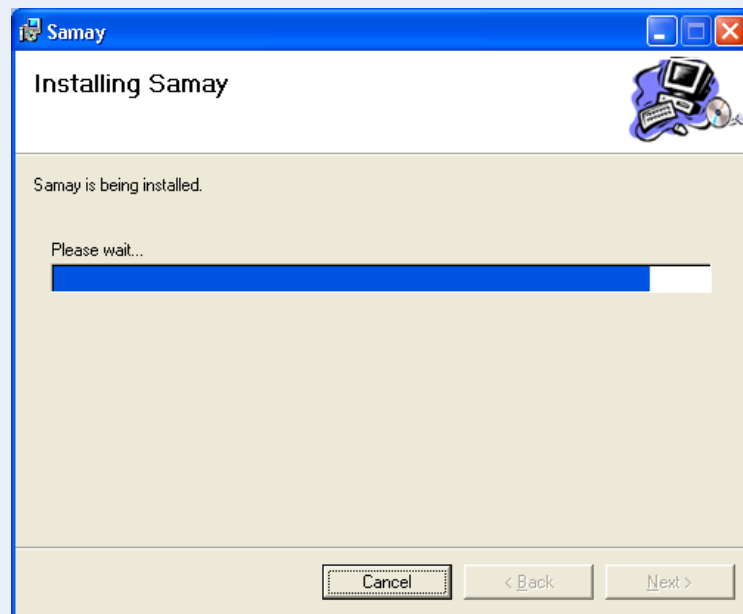 Samay
Installing Samay
Samay is being installed.
Please wait...
Cancel
< Back
Next >